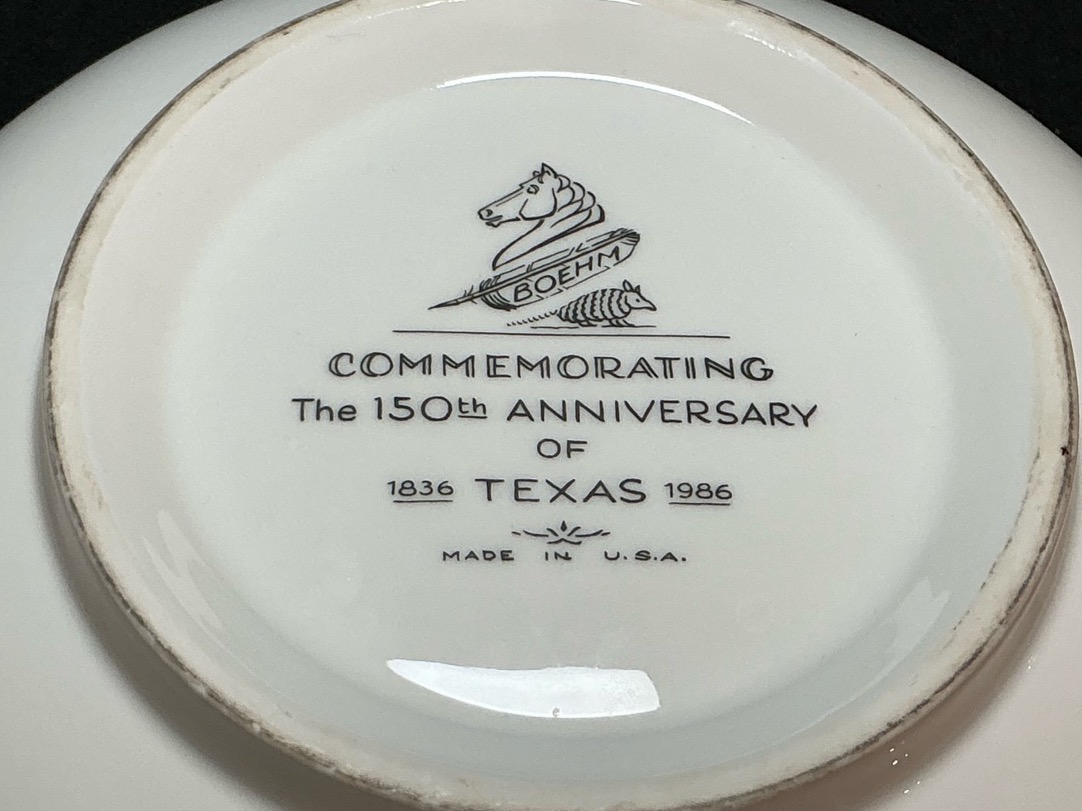 BOEHM
COMMEMORATING
The 150th ANNIVERSARY
OF
1836 TEXAS 1986
MADE IN U.S.A.